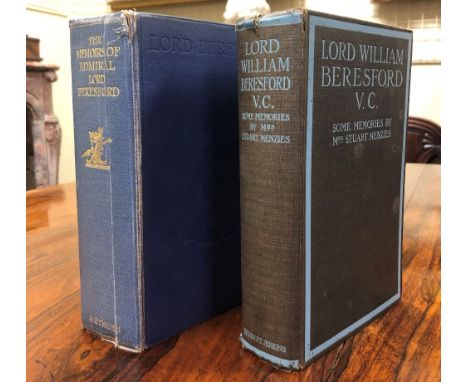 THE
MEMOIRS OF
ADMIRAL
LORD
BERESFORD
METHUEN
LORD BERE
LORD
WILLIAM
BERESFORD
V.C.
SOME MEMORIES
BY MRS
STUART MENZIES
HERBERT JENKINS
LORD WILLIAM
BERESFORD
V. C.
SOME MEMORIES BY
MRS STUART MENZIES